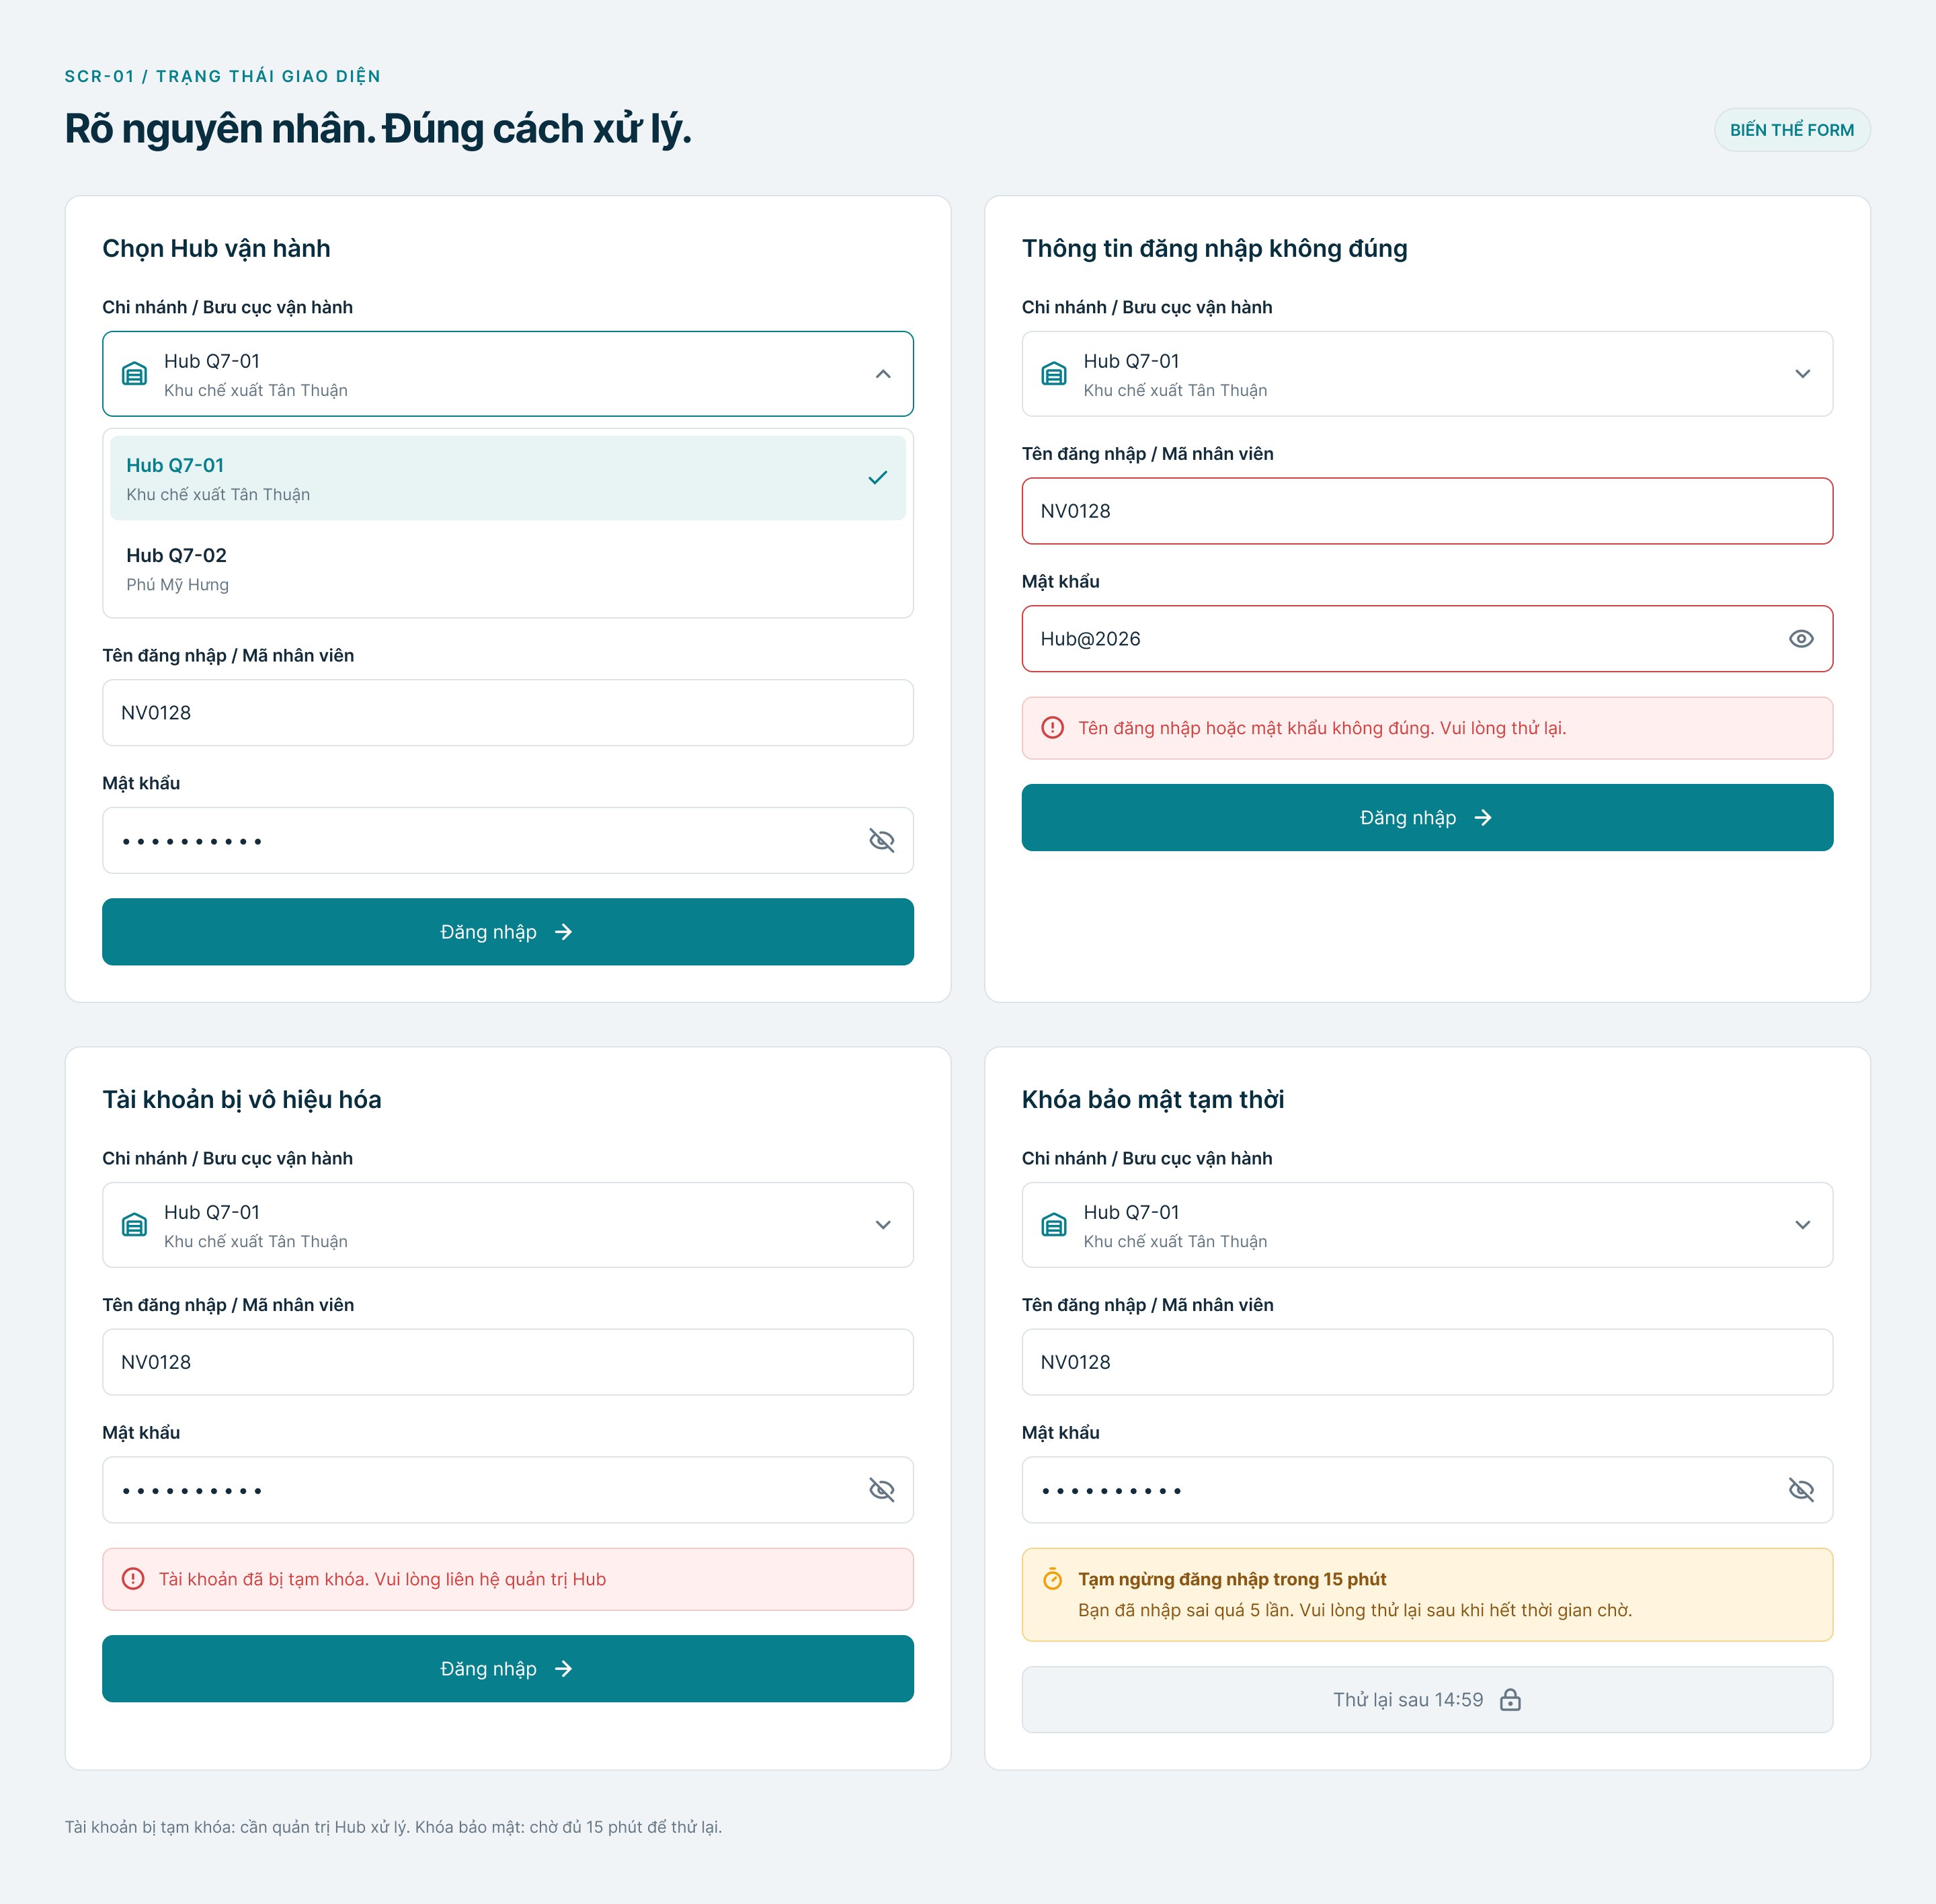 SCR-01 / TRẠNG THÁI GIAO DIỆN
Rõ nguyên nhân. Đúng cách xử lý.
BIẾN THỂ FORM
Chọn Hub vận hành
Chi nhánh / Bưu cục vận hành
Hub Q7-01
Khu chế xuất Tân Thuận
Hub Q7-01
Khu chế xuất Tân Thuận
Hub Q7-02
Phú Mỹ Hưng
Tên đăng nhập / Mã nhân viên
NV0128
Mật khẩu
••••••••••
Đăng nhập →
Thông tin đăng nhập không đúng
Chi nhánh / Bưu cục vận hành
Hub Q7-01
Khu chế xuất Tân Thuận
Tên đăng nhập / Mã nhân viên
NV0128
Mật khẩu
Hub@2026
Tên đăng nhập hoặc mật khẩu không đúng. Vui lòng thử lại.
Đăng nhập →
Tài khoản bị vô hiệu hóa
Chi nhánh / Bưu cục vận hành
Hub Q7-01
Khu chế xuất Tân Thuận
Tên đăng nhập / Mã nhân viên
NV0128
Mật khẩu
••••••••••
Tài khoản đã bị tạm khóa. Vui lòng liên hệ quản trị Hub
Đăng nhập →
Khóa bảo mật tạm thời
Chi nhánh / Bưu cục vận hành
Hub Q7-01
Khu chế xuất Tân Thuận
Tên đăng nhập / Mã nhân viên
NV0128
Mật khẩu
••••••••••
Tạm ngừng đăng nhập trong 15 phút
Bạn đã nhập sai quá 5 lần. Vui lòng thử lại sau khi hết thời gian chờ.
Thử lại sau 14:59
Tài khoản bị tạm khóa: cần quản trị Hub xử lý. Khóa bảo mật: chờ đủ 15 phút để thử lại.